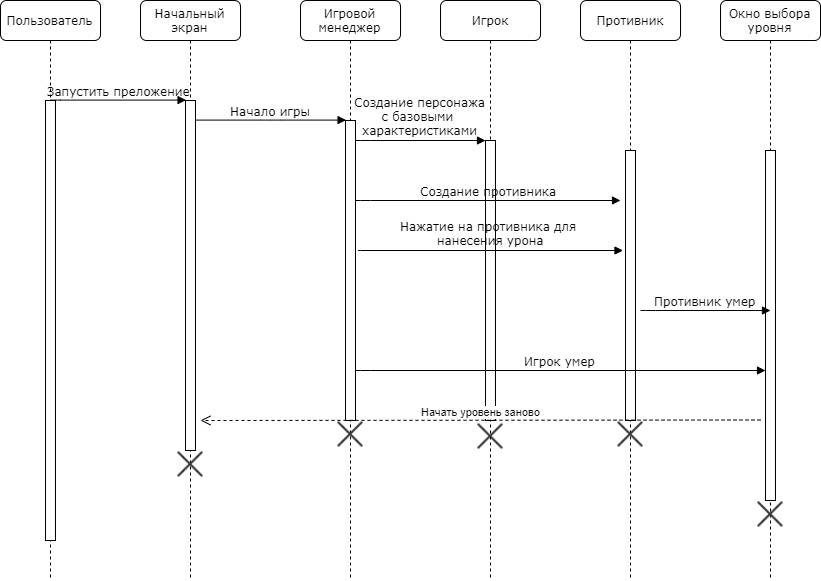 Пользователь
Начальный
экран
Игровой
менеджер
Игрок
Противник
Окно выбора
уровня
Запустить преложение
Начало игры
Создание персонажа
с базовыми
характеристиками
Создание противника
Нажатие на противника для
нанесения урона
Противник умер
Игрок умер
Начать уровень заново